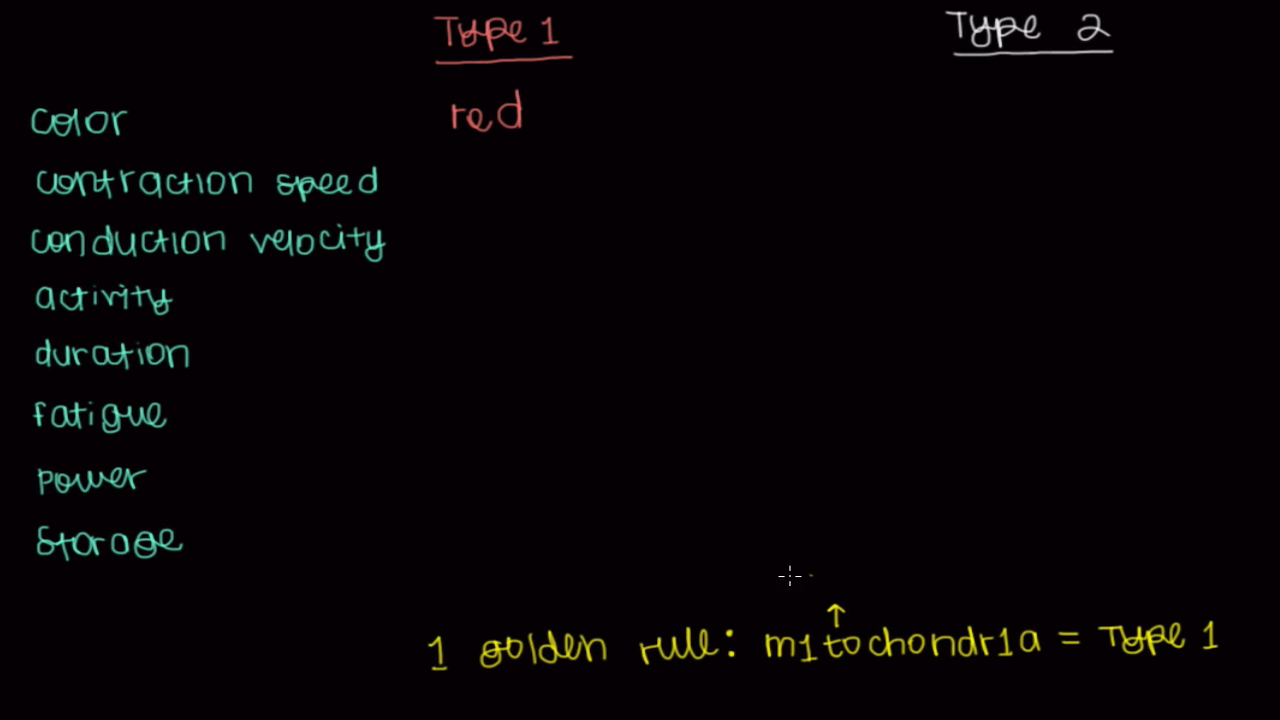 Type 1 Type 2
color red
contraction speed
conduction velocity
activity
duration
fatigue
power
storage
↑
1 golden rule: m1tochondr1a = Type 1